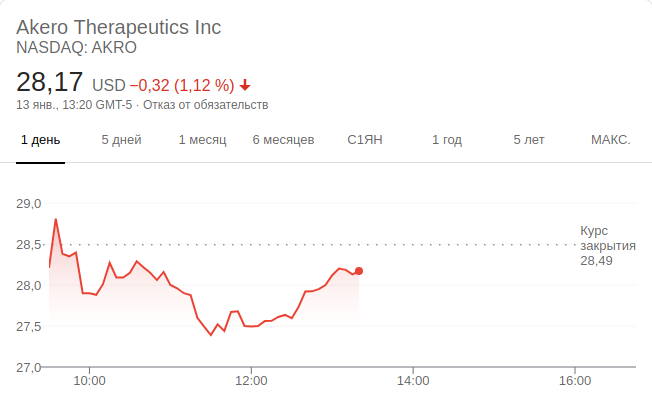 Akero Therapeutics Inc
NASDAQ: AKRO
28,17 USD −0,32 (1,12 %)
13 янв., 13:20 GMT-5 · Отказ от обязательств
1 день 5 дней 1 месяц 6 месяцев С1ЯН 1 год 5 лет МАКС.
29,0
Курс
28,5 закрытия
28,49
28,0
27,5
27,0
10:00 12:00 14:00 16:00